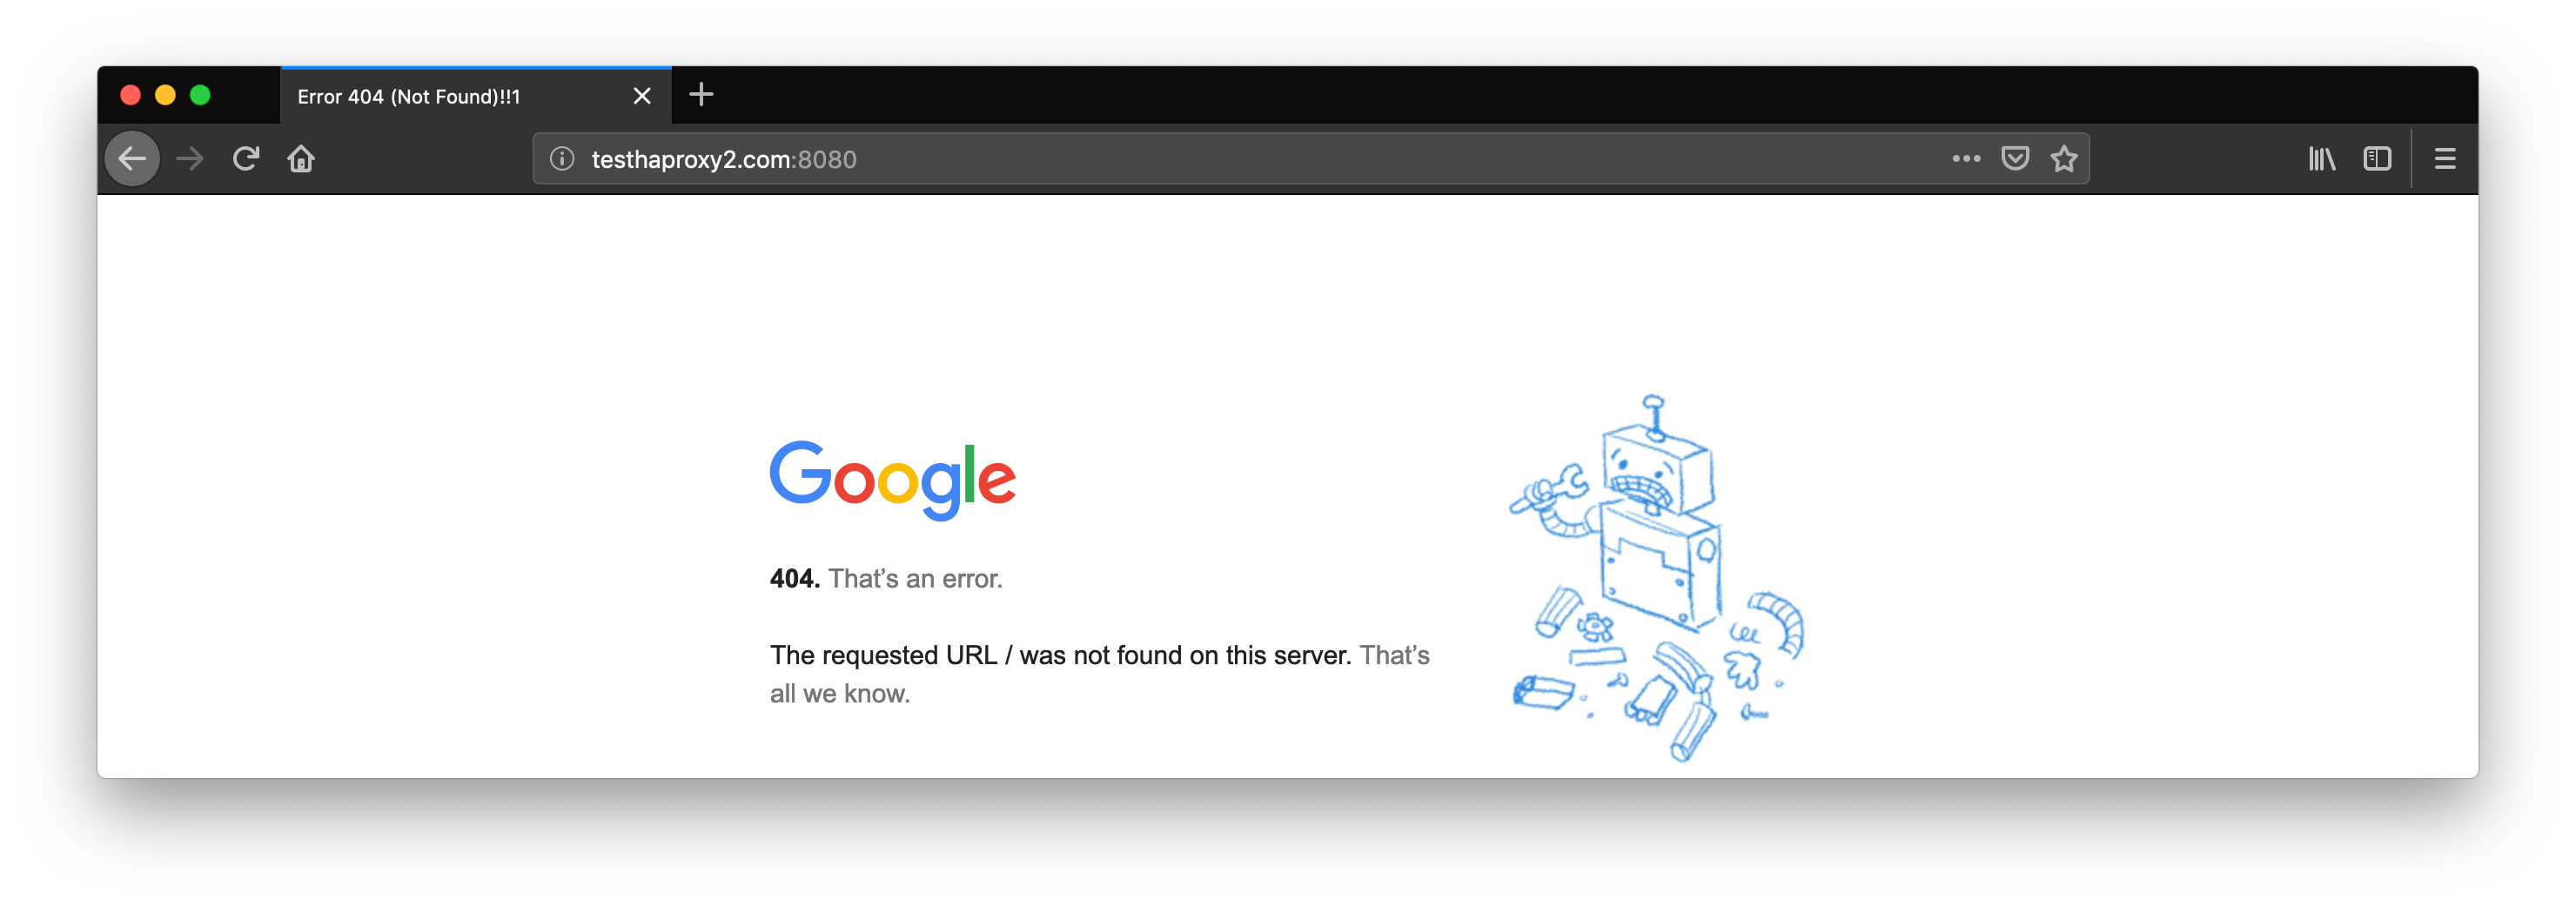 Error 404 (Not Found)!!1
testhaproxy2.com:8080
Google
404. That’s an error.
The requested URL / was not found on this server. That’s
all we know.